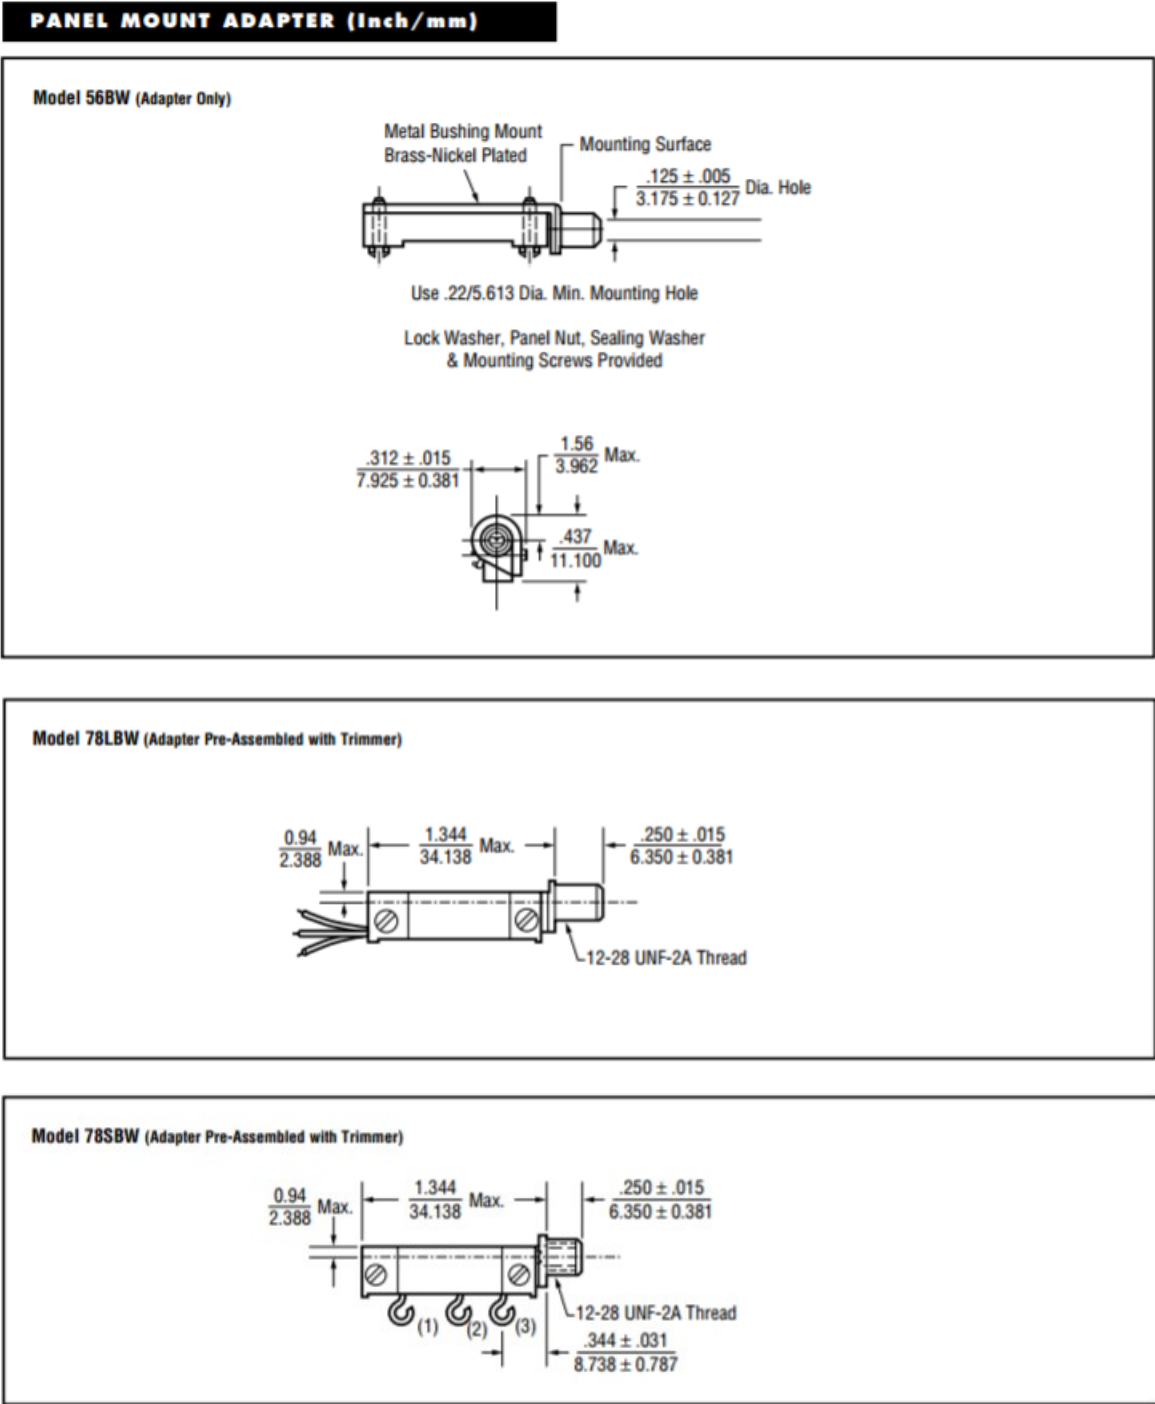 PANEL MOUNT ADAPTER (Inch/mm)
Model 56BW (Adapter Only)
Metal Bushing Mount
Brass-Nickel Plated
Mounting Surface
.125 ± .005
3.175 ± 0.127
Dia. Hole
Use .22/5.613 Dia. Min. Mounting Hole
Lock Washer, Panel Nut, Sealing Washer
& Mounting Screws Provided
.312 ± .015
7.925 ± 0.381
1.56
3.962
Max.
.437
11.100
Max.
Model 78LBW (Adapter Pre-Assembled with Trimmer)
0.94
2.388
Max.
1.344
34.138
Max.
.250 ± .015
6.350 ± 0.381
12-28 UNF-2A Thread
Model 78SBW (Adapter Pre-Assembled with Trimmer)
0.94
2.388
Max.
1.344
34.138
Max.
.250 ± .015
6.350 ± 0.381
12-28 UNF-2A Thread
(1) (2) (3)
.344 ± .031
8.738 ± 0.787